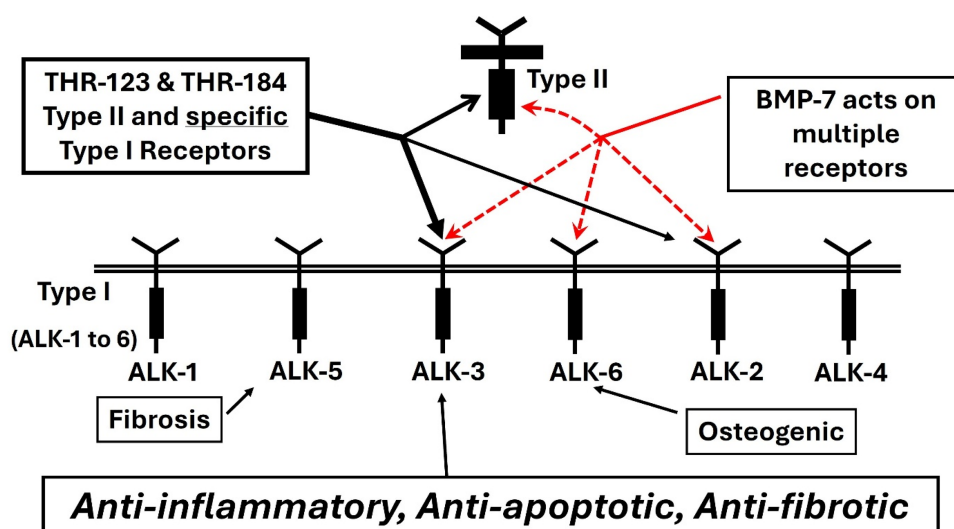 THR-123 & THR-184
Type II and specific
Type I Receptors
Type II
BMP-7 acts on
multiple
receptors
Type I
(ALK-1 to 6)
ALK-1
ALK-5
ALK-3
ALK-6
ALK-2
ALK-4
Fibrosis
Osteogenic
Anti-inflammatory, Anti-apoptotic, Anti-fibrotic